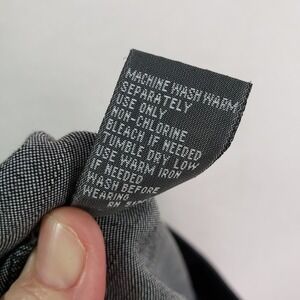 MACHINE WASH WARM
SEPARATELY
USE ONLY
NON-CHLORINE
BLEACH IF NEEDED
TUMBLE DRY LOW
USE WARM IRON
IF NEEDED
WASH BEFORE
WEARING
RN